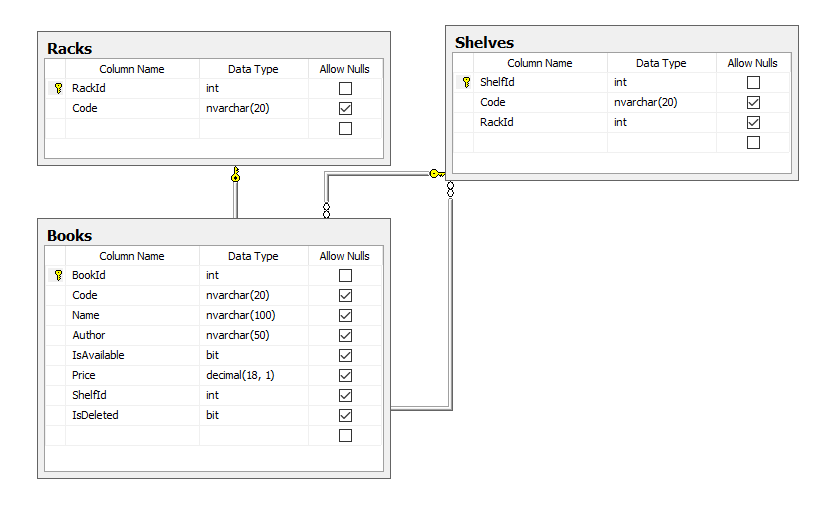 Racks
Column Name Data Type Allow Nulls
RackId int
Code nvarchar(20)
Shelves
Column Name Data Type Allow Nulls
ShelfId int
Code nvarchar(20)
RackId int
Books
Column Name Data Type Allow Nulls
BookId int
Code nvarchar(20)
Name nvarchar(100)
Author nvarchar(50)
IsAvailable bit
Price decimal(18, 1)
ShelfId int
IsDeleted bit